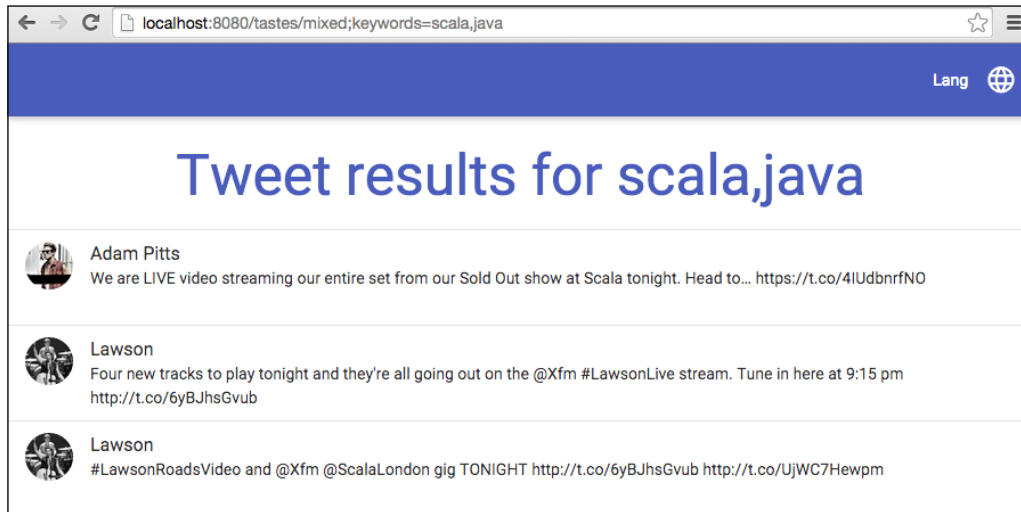 localhost:8080/tastes/mixed;keywords=scala,java
Lang
Tweet results for scala,java
Adam Pitts
We are LIVE video streaming our entire set from our Sold Out show at Scala tonight. Head to… https://t.co/4IUdbnrfNO
Lawson
Four new tracks to play tonight and they're all going out on the @Xfm #LawsonLive stream. Tune in here at 9:15 pm
http://t.co/6yBJhsGvub
Lawson
#LawsonRoadsVideo and @Xfm @ScalaLondon gig TONIGHT http://t.co/6yBJhsGvub http://t.co/UjWC7Hewpm